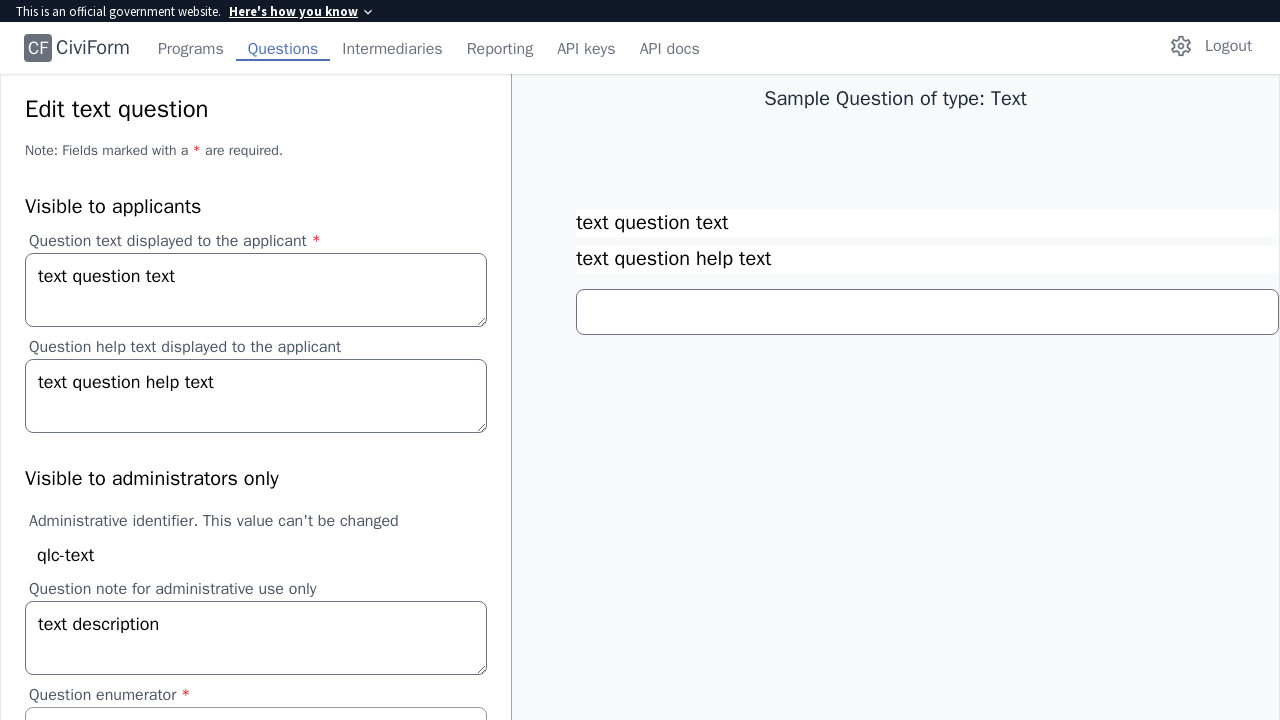 This is an official government website. Here's how you know
CF CiviForm Programs Questions Intermediaries Reporting API keys API docs Logout
Edit text question
Note: Fields marked with a * are required.
Visible to applicants
Question text displayed to the applicant *
text question text
Question help text displayed to the applicant
text question help text
Visible to administrators only
Administrative identifier. This value can't be changed
qlc-text
Question note for administrative use only
text description
Question enumerator *
Sample Question of type: Text
text question text
text question help text